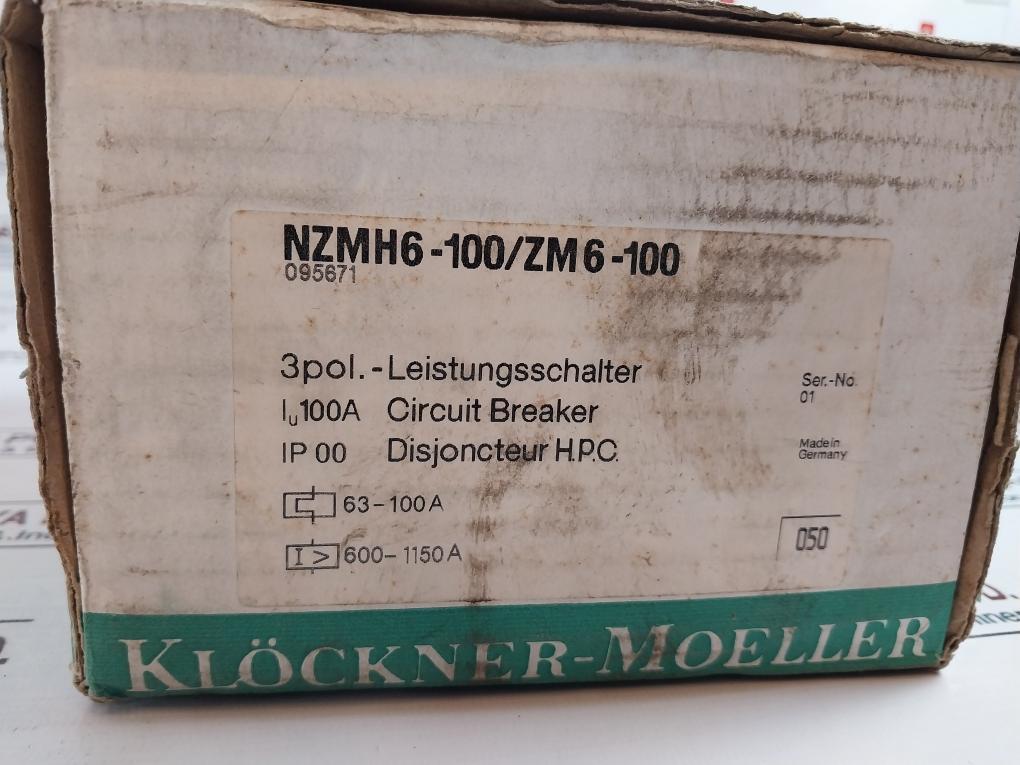 NZMH6-100/ZM6-100
095671
3pol.-Leistungsschalter
Iu100A Circuit Breaker
IP 00 Disjoncteur H.P.C.
63-100A
I> 600-1150A
Ser.-No.
01
Made in
Germany
050
KLÖCKNER-MOELLER